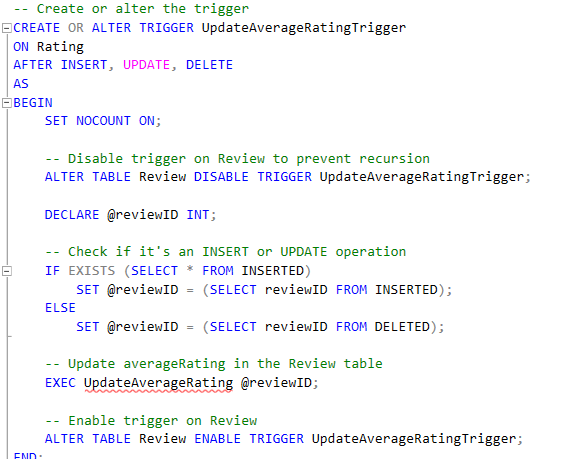 -- Create or alter the trigger
CREATE OR ALTER TRIGGER UpdateAverageRatingTrigger
ON Rating
AFTER INSERT, UPDATE, DELETE
AS
BEGIN
    SET NOCOUNT ON;

    -- Disable trigger on Review to prevent recursion
    ALTER TABLE Review DISABLE TRIGGER UpdateAverageRatingTrigger;

    DECLARE @reviewID INT;

    -- Check if it's an INSERT or UPDATE operation
    IF EXISTS (SELECT * FROM INSERTED)
        SET @reviewID = (SELECT reviewID FROM INSERTED);
    ELSE
        SET @reviewID = (SELECT reviewID FROM DELETED);

    -- Update averageRating in the Review table
    EXEC UpdateAverageRating @reviewID;

    -- Enable trigger on Review
    ALTER TABLE Review ENABLE TRIGGER UpdateAverageRatingTrigger;
END;